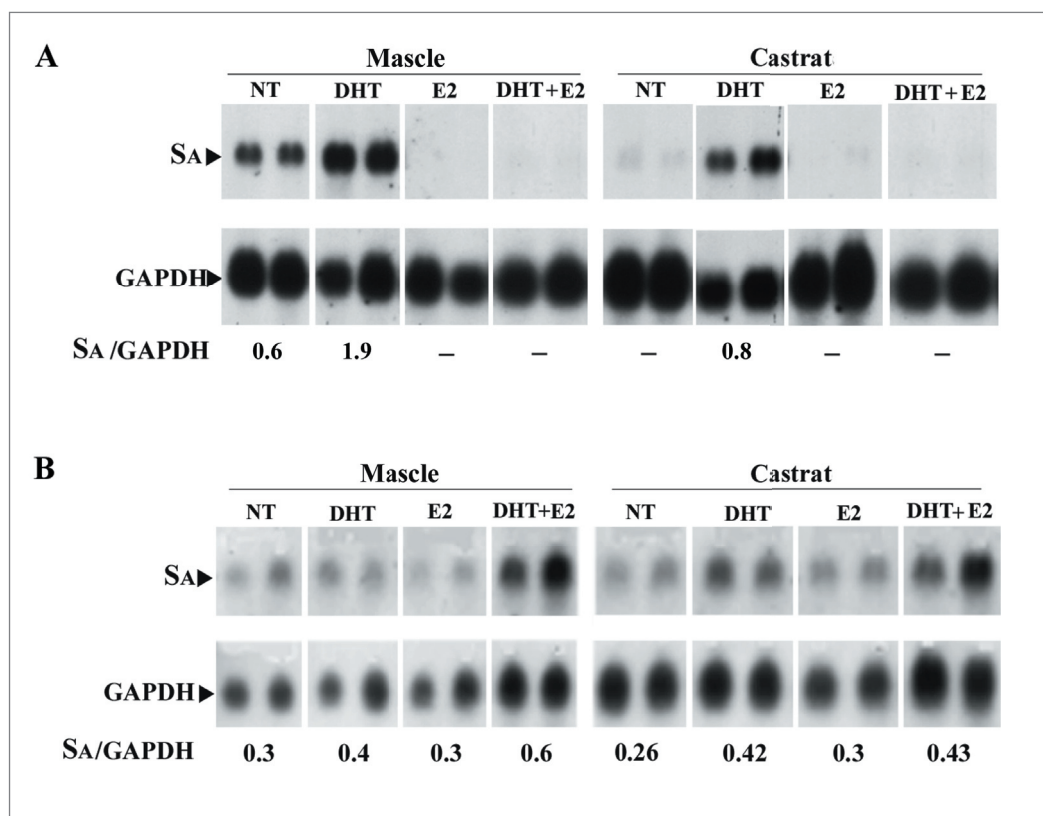 A
Mascle Castrat
NT DHT E2 DHT+E2 NT DHT E2 DHT+E2
SA
GAPDH
SA/GAPDH 0.6 1.9 – – – 0.8 – –
B
Mascle Castrat
NT DHT E2 DHT+E2 NT DHT E2 DHT+E2
SA
GAPDH
SA/GAPDH 0.3 0.4 0.3 0.6 0.26 0.42 0.3 0.43